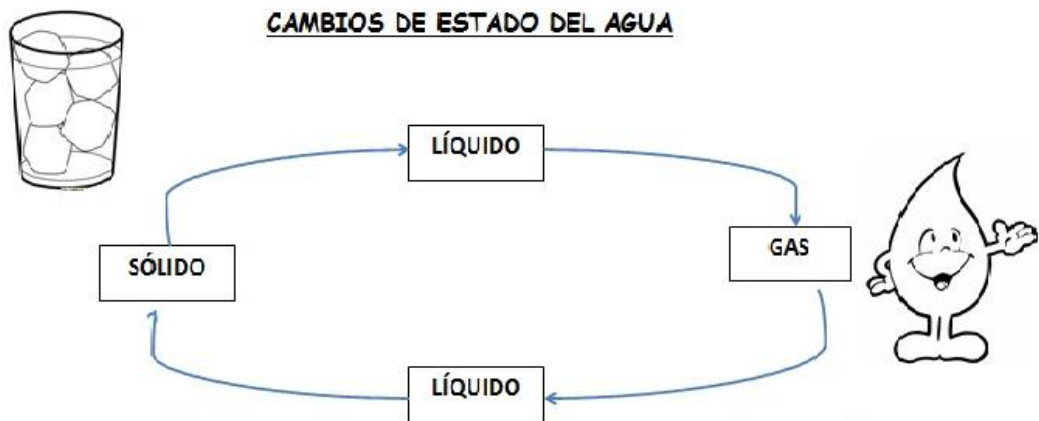 CAMBIOS DE ESTADO DEL AGUA
LÍQUIDO
SÓLIDO
GAS
LÍQUIDO